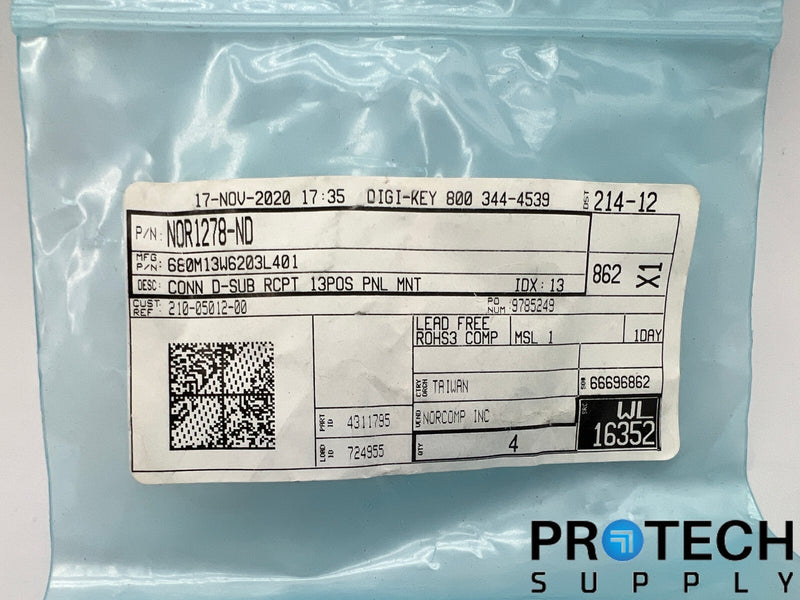 17-NOV-2020 17:35 DIGI-KEY 800 344-4539 DST 214-12
P/N: NOR1278-ND
MFG P/N: 680M13W6203L401
862 X1
DESC: CONN D-SUB RCPT 13POS PNL MNT IDX: 13
CUST REF 210-05012-00 PO NUM :9785249
LEAD FREE
ROHS3 COMP MSL 1 1DAY
CTRY ORGN TAIWAN 66696862
PART ID 4311795 VEND NORCOMP INC WL
16352
LOAD ID 724955 QTY 4
PROTECH
SUPPLY